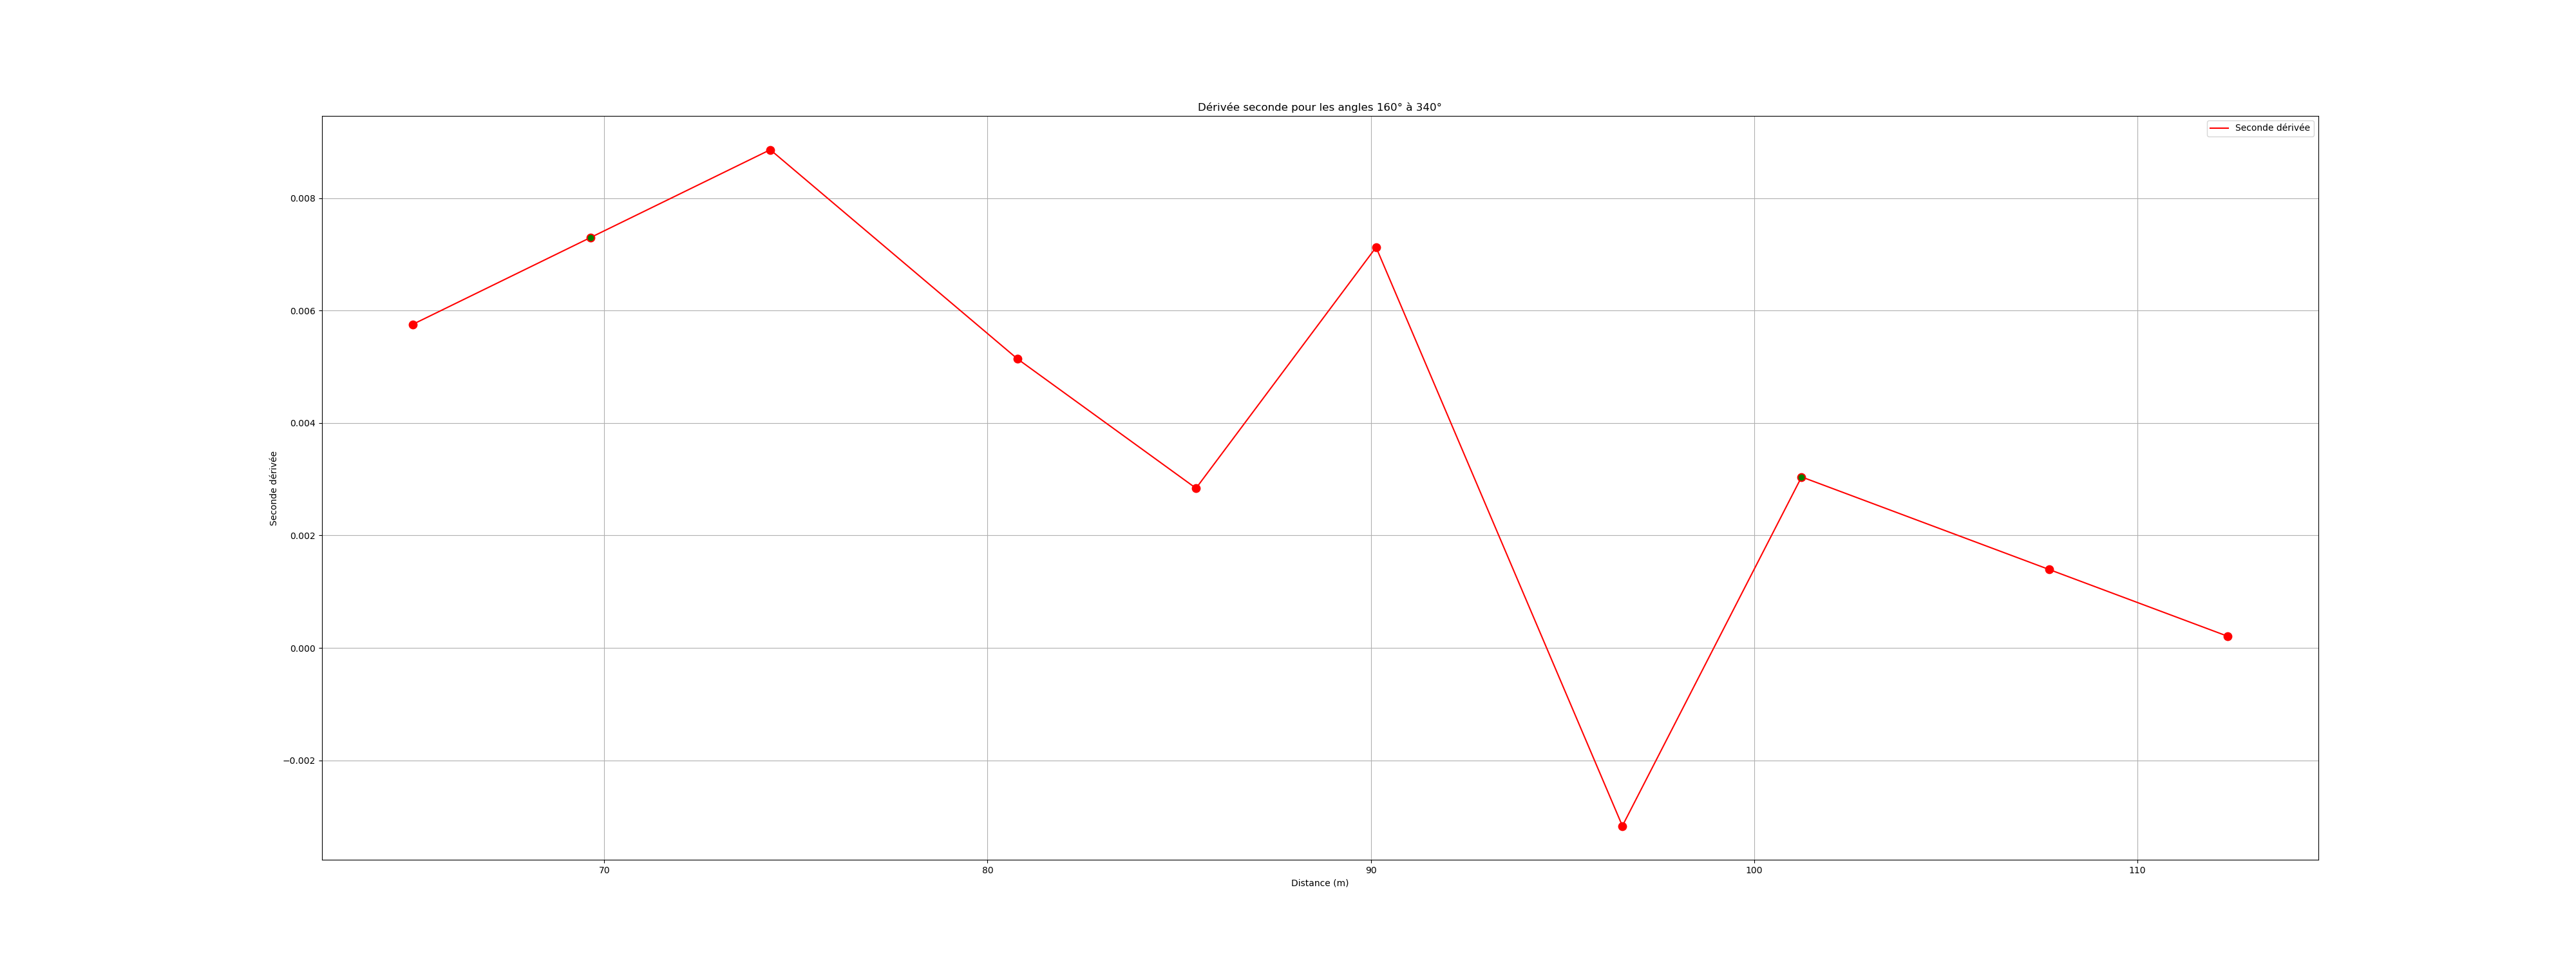 Dérivée seconde pour les angles 160° à 340°
Seconde dérivée
0.008
0.006
0.004
0.002
0.000
−0.002
Seconde dérivée
70
80
90
100
110
Distance (m)